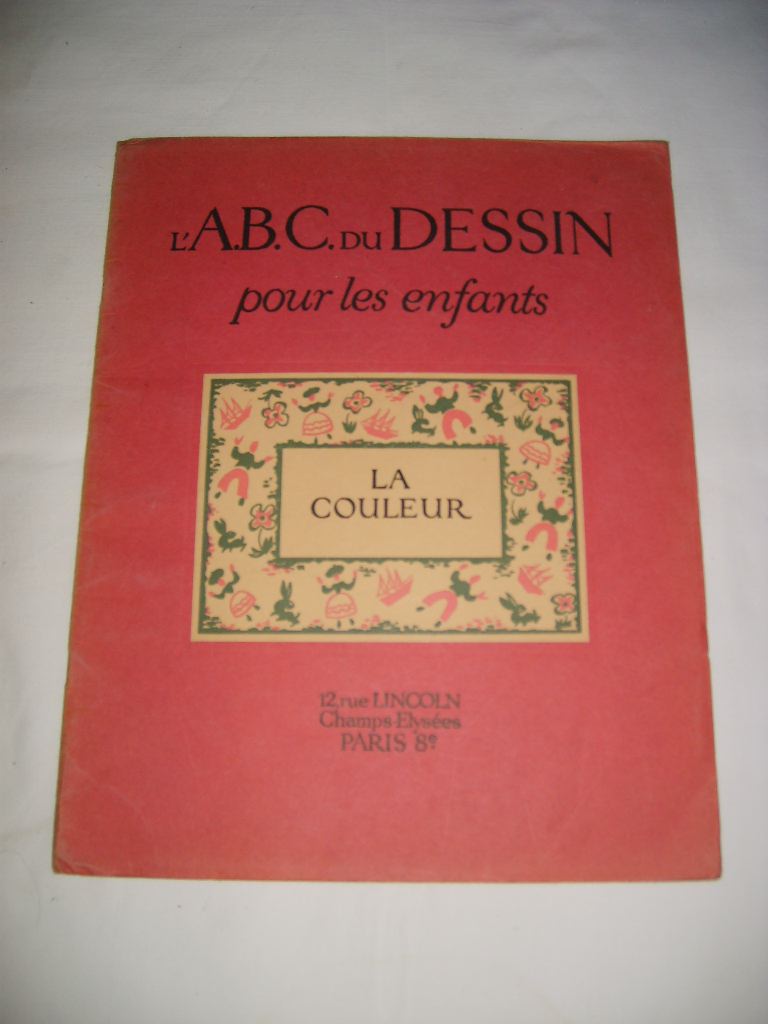 L'A.B.C. DU DESSIN
pour les enfants
LA
COULEUR
12, rue LINCOLN
Champs-Elysées
PARIS 8e